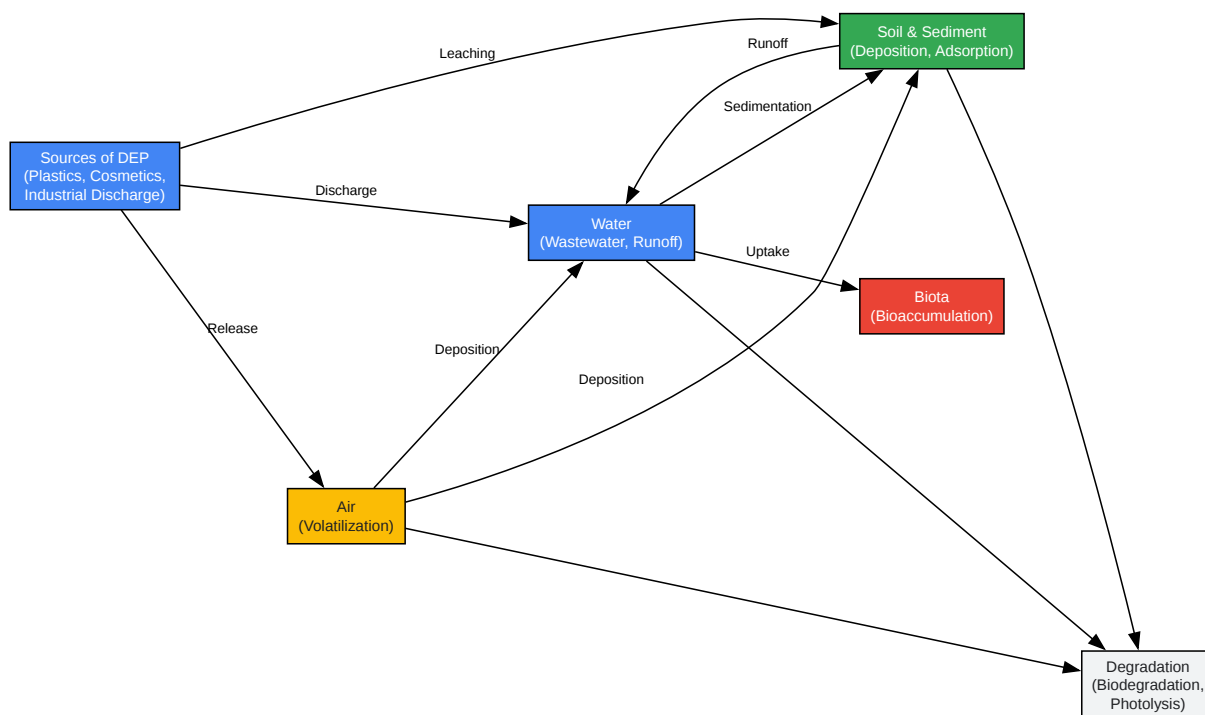 Soil & Sediment
(Deposition, Adsorption)
Runoff
Leaching
Sedimentation
Sources of DEP
(Plastics, Cosmetics,
Industrial Discharge)
Discharge
Water
(Wastewater, Runoff)
Uptake
Biota
(Bioaccumulation)
Release
Deposition
Deposition
Air
(Volatilization)
Degradation
(Biodegradation,
Photolysis)